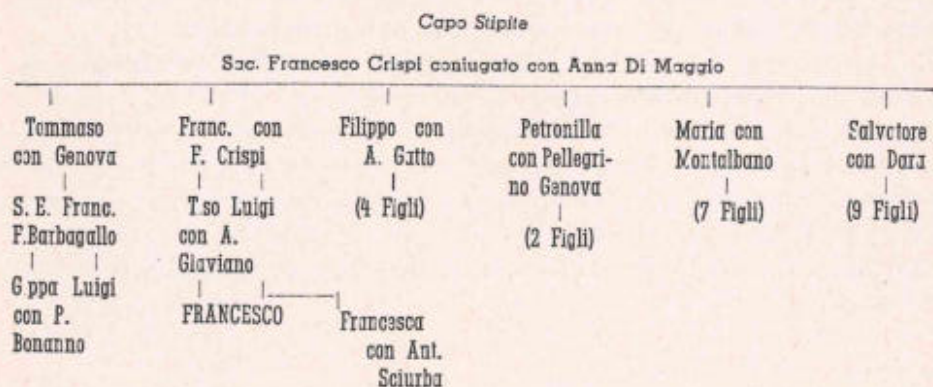 Capo Stipite
Sac. Francesco Crispi coniugato con Anna Di Maggio
Tommaso
con Genova
S. E. Franc.
F.Barbagallo
G.ppa Luigi
con P.
Bonanno
Franc. con
F. Crispi
T.so Luigi
con A.
Glaviano
FRANCESCO
Francesca
con Ant.
Sciurba
Filippo con
A. Gatto
(4 Figli)
Petronilla
con Pellegri-
no Genova
(2 Figli)
Maria con
Montalbano
(7 Figli)
Salvatore
con Dara
(9 Figli)